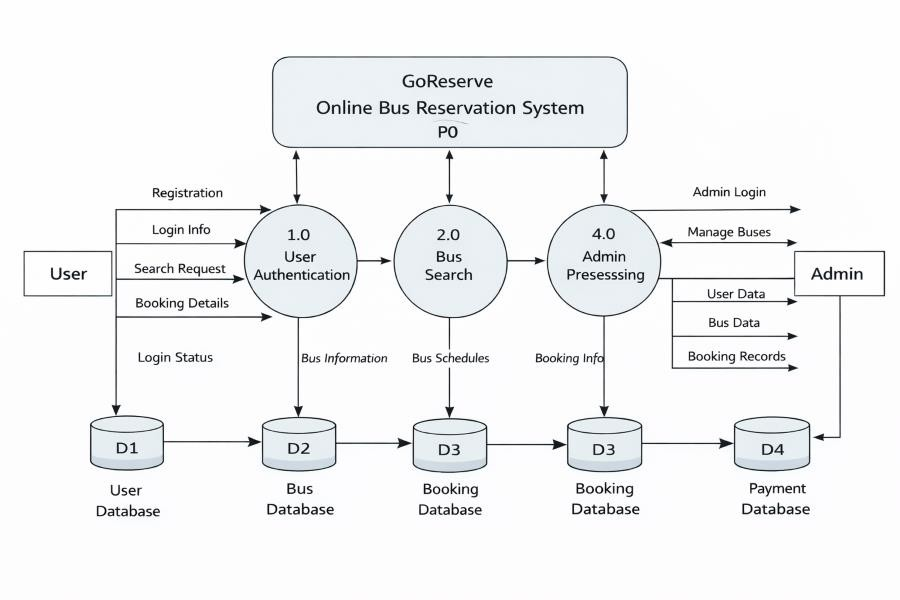 GoReserve
Online Bus Reservation System
P0
Registration
Login Info
Search Request
Booking Details
Login Status
User
1.0
User
Authentication
2.0
Bus
Search
4.0
Admin
Presesssing
Admin Login
Manage Buses
Admin
User Data
Bus Data
Booking Records
Bus Information
Bus Schedules
Booking Info
D1
D2
D3
D3
D4
User
Database
Bus
Database
Booking
Database
Booking
Database
Payment
Database